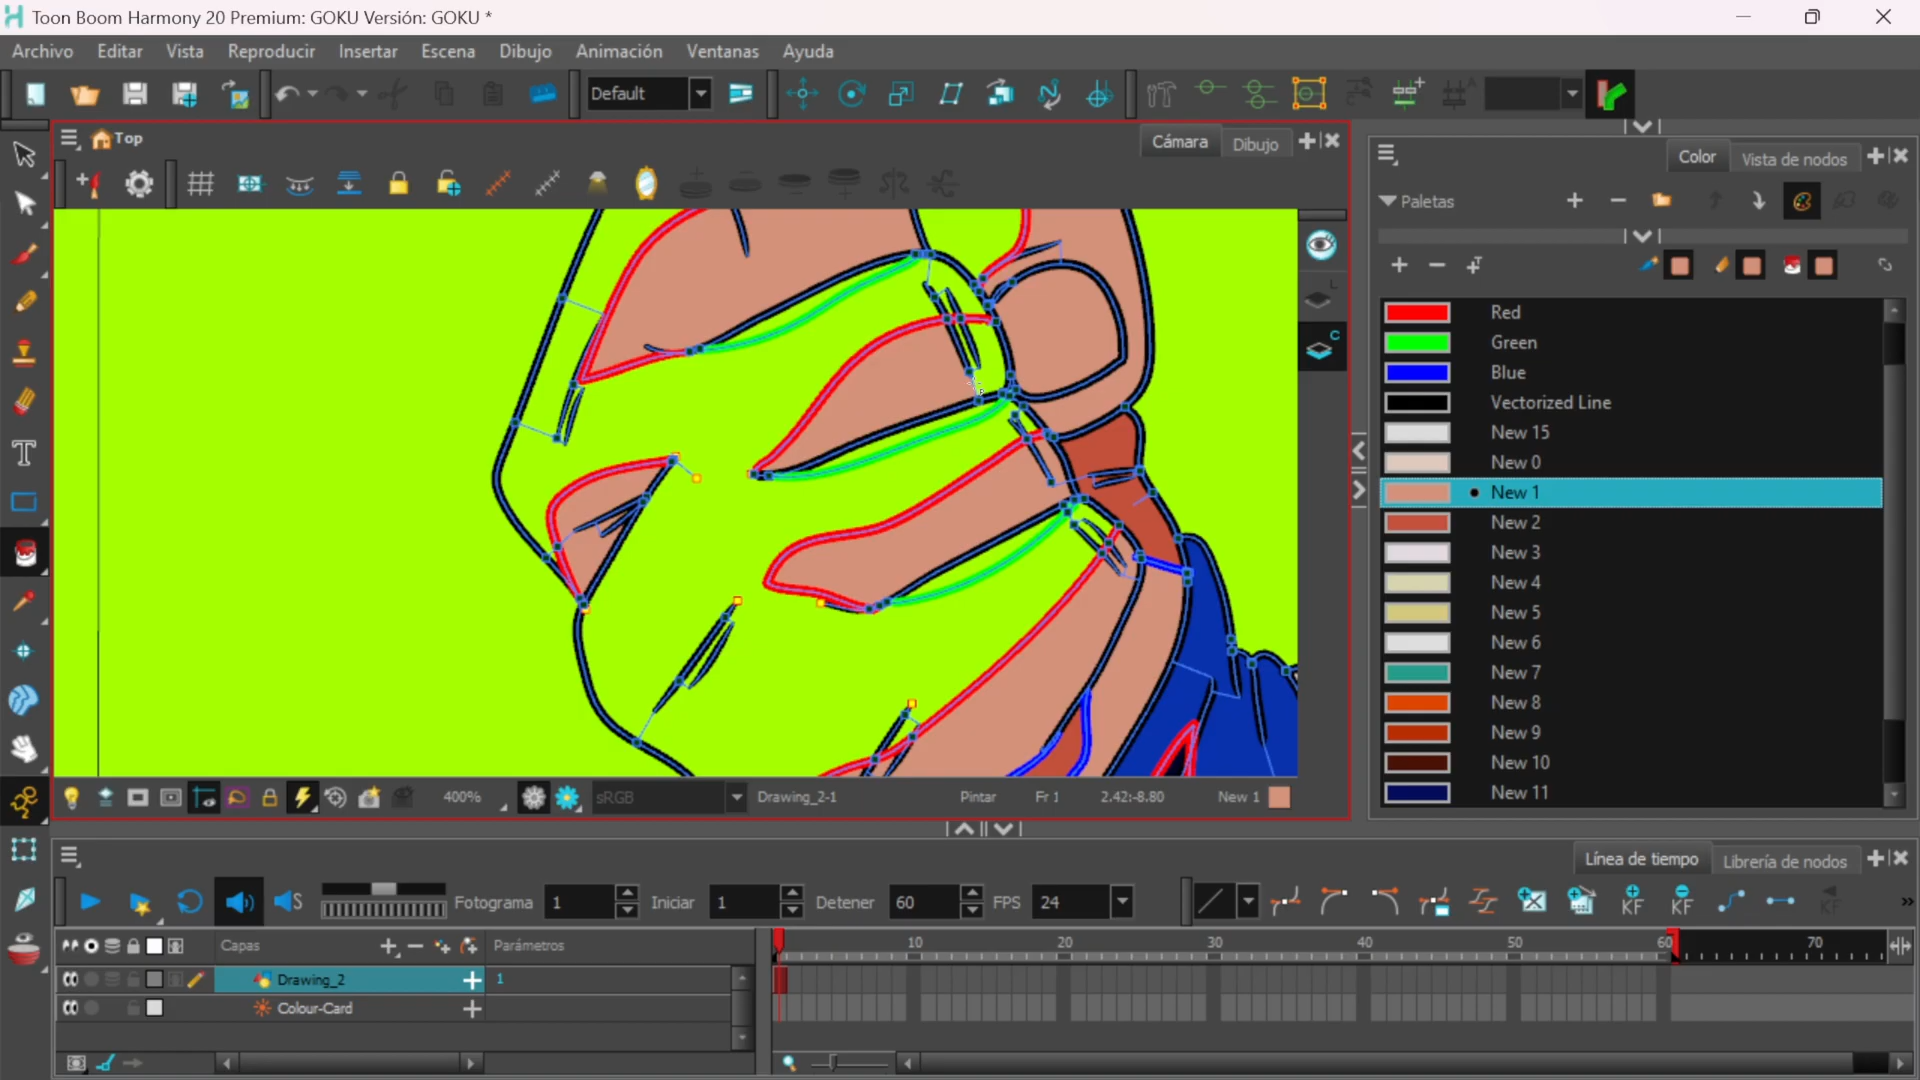 Toon Boom Harmony 20 Premium: GOKU Versión: GOKU *
Archivo Editar Vista Reproducir Insertar Escena Dibujo Animación Ventanas Ayuda
Default
Top Cámara Dibujo
Color Vista de nodos
Paletas
L
C
T
Red
Green
Blue
Vectorized Line
New 15
New 0
New 1
New 2
New 3
New 4
New 5
New 6
New 7
New 8
New 9
New 10
New 11
400% sRGB Drawing_2-1 Pintar Fr 1 2.42:-8.80 New 1
Línea de tiempo Librería de nodos
S Fotograma 1 Iniciar 1 Detener 60 FPS 24 KF KF KF
Capas Parámetros 10 20 30 40 50 60 70
Drawing_2 1
Colour-Card